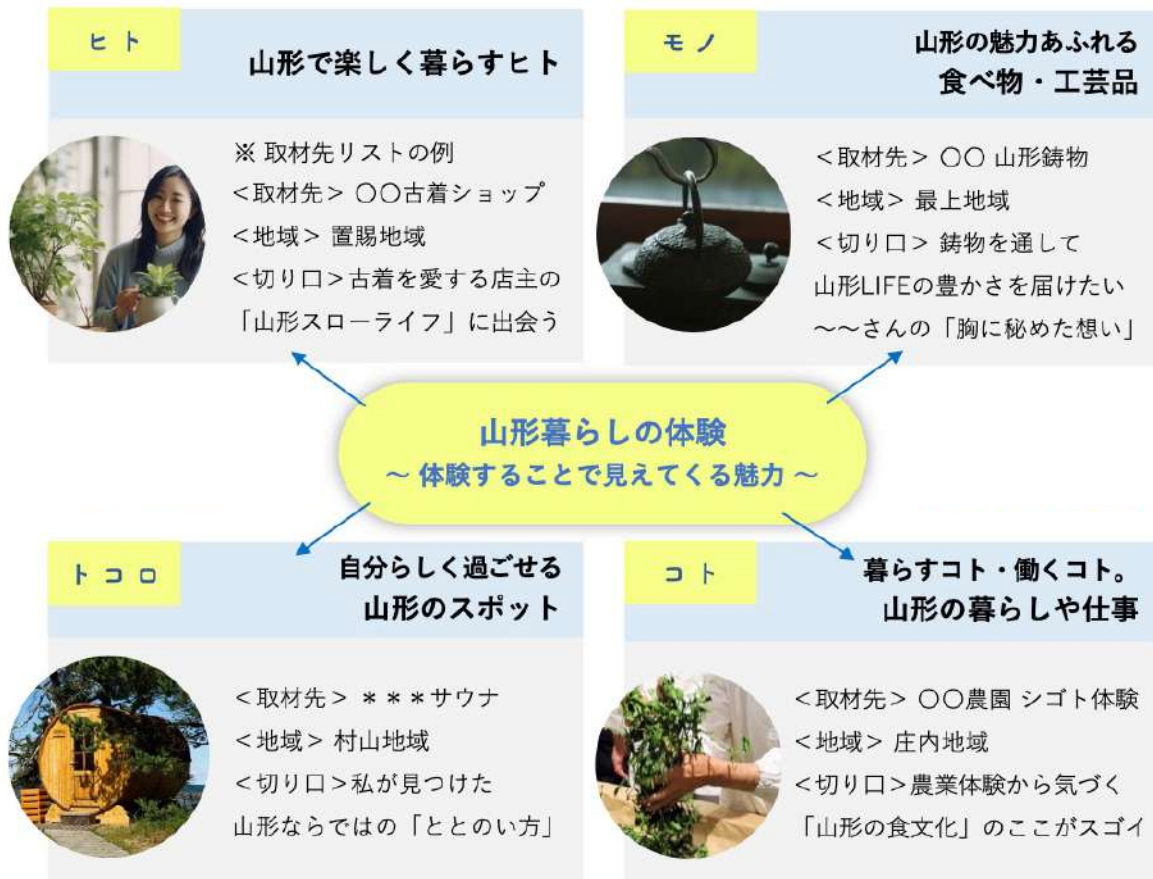 ヒト
山形で楽しく暮らすヒト
※ 取材先リストの例
＜取材先＞ 〇〇古着ショップ
＜地域＞ 置賜地域
＜切り口＞古着を愛する店主の
「山形スローライフ」に出会う
モノ
山形の魅力あふれる
食べ物・工芸品
＜取材先＞ 〇〇 山形鋳物
＜地域＞ 最上地域
＜切り口＞ 鋳物を通して
山形LIFEの豊かさを届けたい
～～さんの「胸に秘めた想い」
山形暮らしの体験
～ 体験することで見えてくる魅力 ～
トコロ
自分らしく過ごせる
山形のスポット
＜取材先＞ ＊＊＊サウナ
＜地域＞ 村山地域
＜切り口＞私が見つけた
山形ならではの「ととのい方」
コト
暮らすコト・働くコト。
山形の暮らしや仕事
＜取材先＞ 〇〇農園 シゴト体験
＜地域＞ 庄内地域
＜切り口＞農業体験から気づく
「山形の食文化」のここがスゴイ